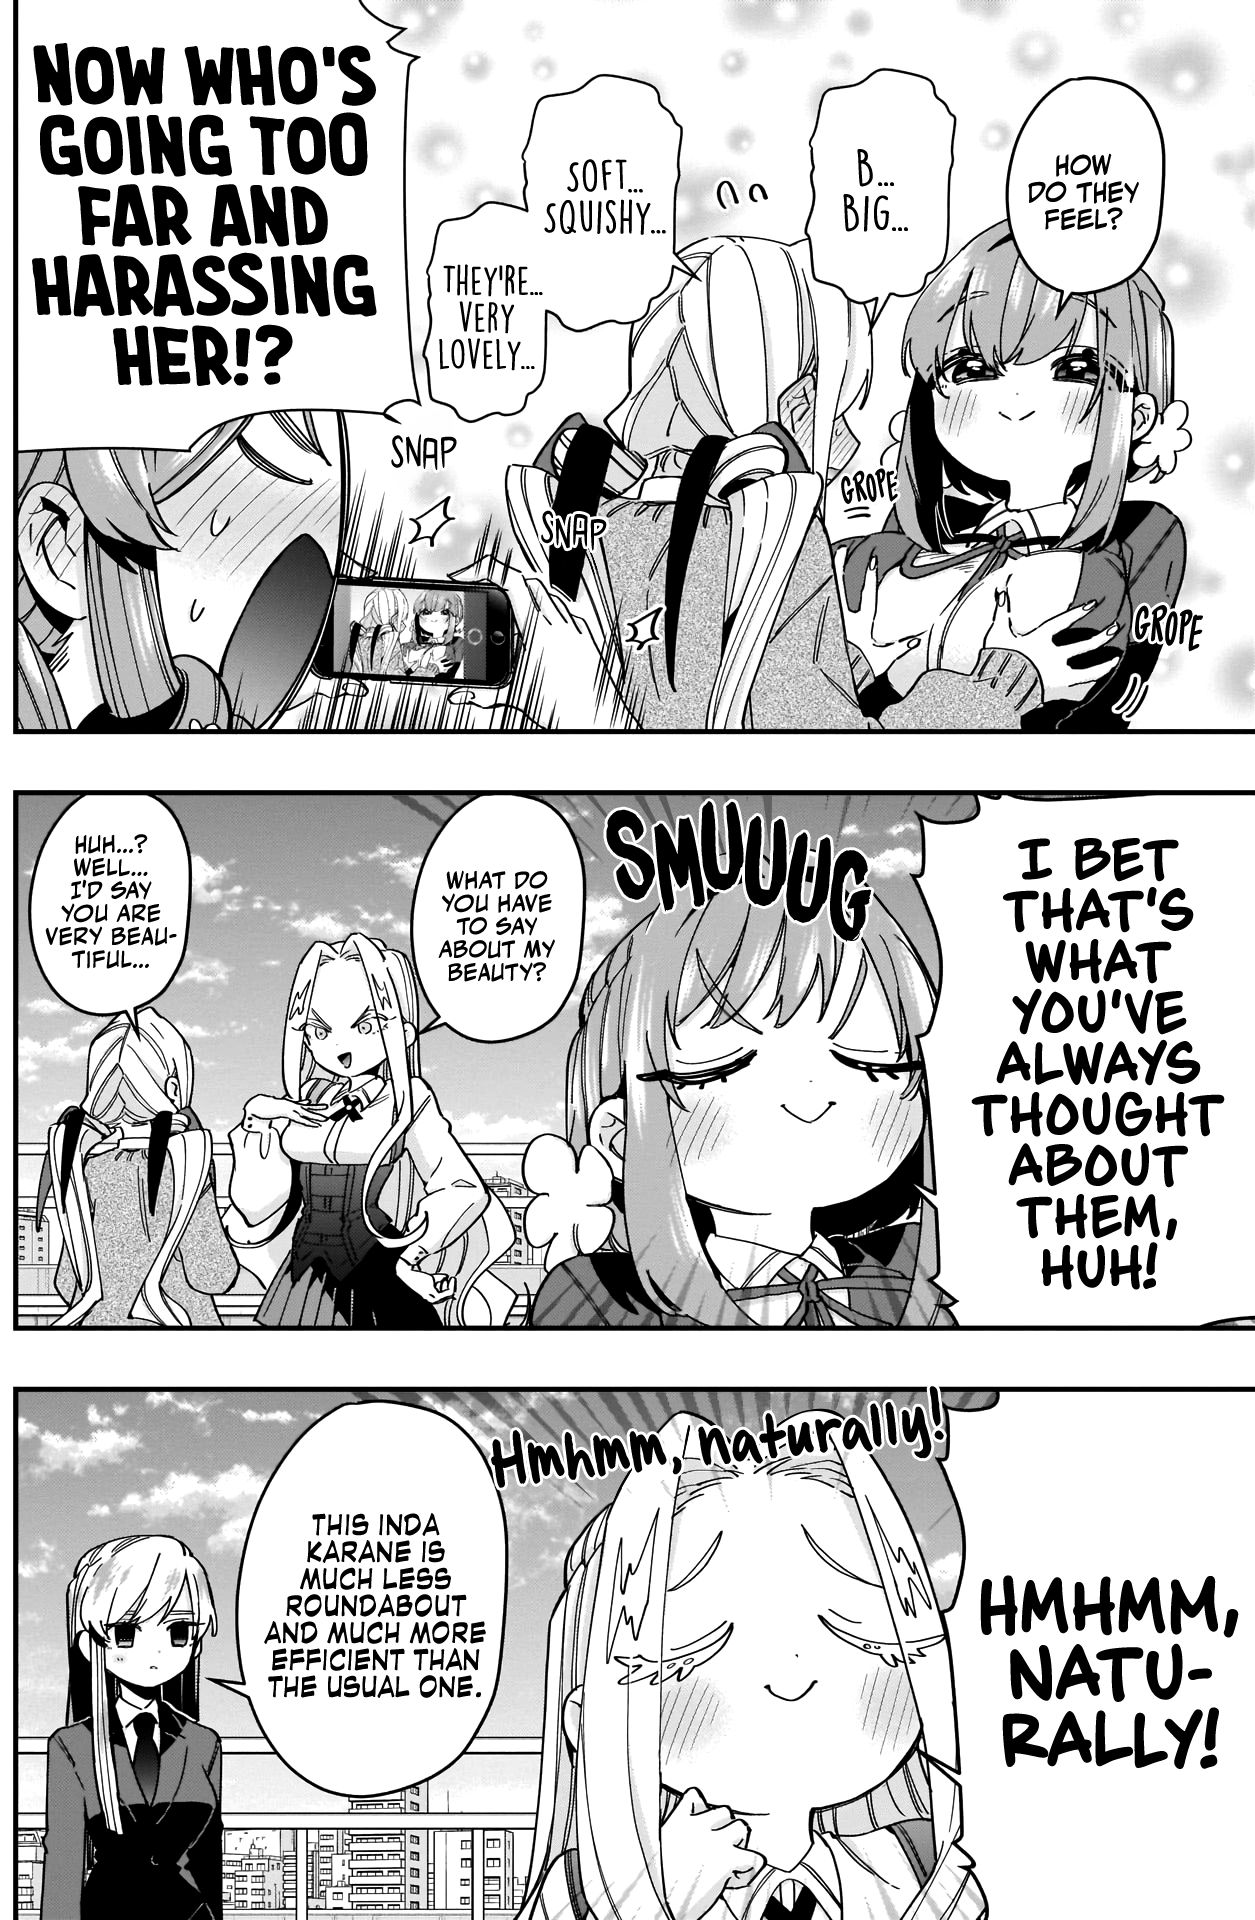 HOW
DO THEY
FEEL?
B...
BIG...
SOFT...
SQUISHY...
THEY'RE...
VERY
LOVELY...
GROPE
GROPE
SNAP
SNAP
NOW WHO'S
GOING TOO
FAR AND
HARASSING
HER!?
I BET
THAT'S
WHAT
YOU'VE
ALWAYS
THOUGHT
ABOUT
THEM,
HUH!
SMUUUG
WHAT DO
YOU HAVE
TO SAY
ABOUT MY
BEAUTY?
HUH...?
WELL...
I'D SAY
YOU ARE
VERY BEAU-
TIFUL...
HMHMM,
NATU-
RALLY!
Hmhmm, naturally!
THIS INDA
KARANE IS
MUCH LESS
ROUNDABOUT
AND MUCH MORE
EFFICIENT THAN
THE USUAL ONE.